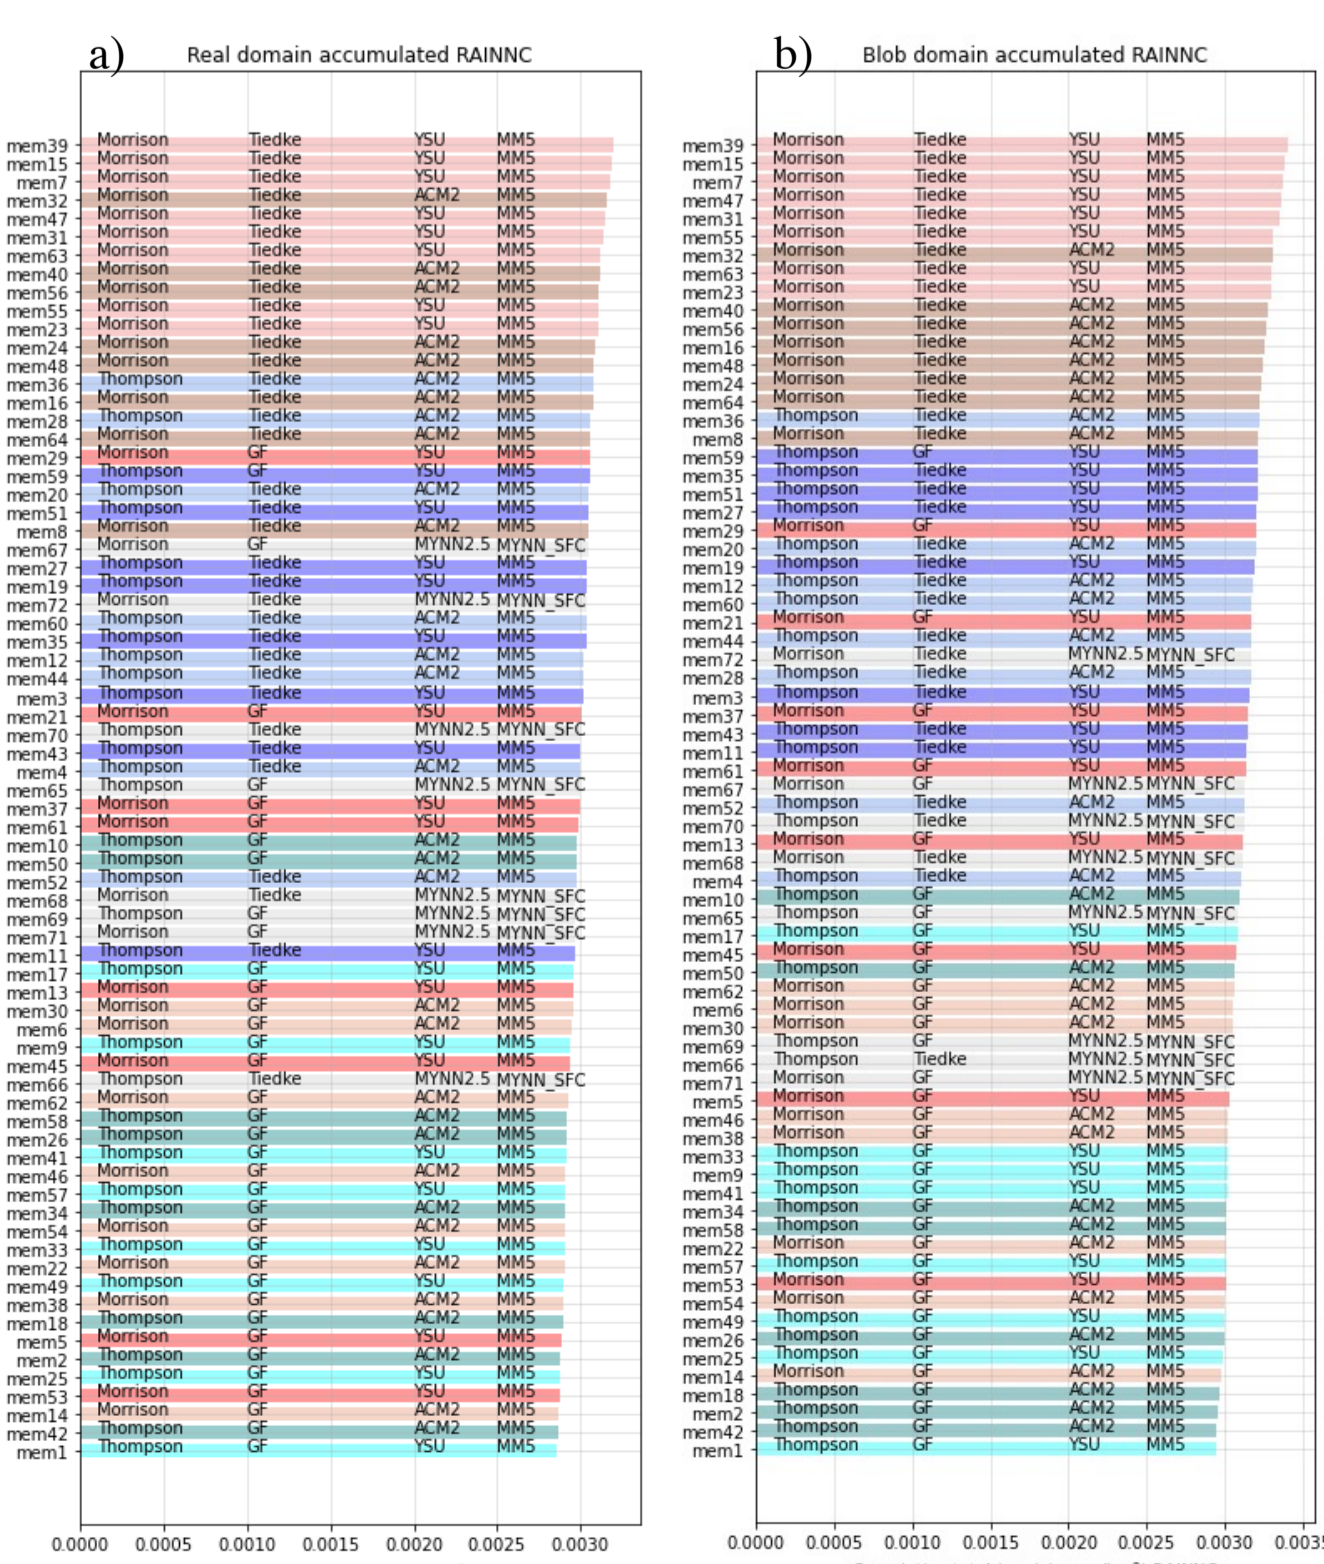 a)
Real domain accumulated RAINNC
mem39 Morrison Tiedke YSU MM5
mem15 Morrison Tiedke YSU MM5
mem7 Morrison Tiedke YSU MM5
mem32 Morrison Tiedke ACM2 MM5
mem47 Morrison Tiedke YSU MM5
mem31 Morrison Tiedke YSU MM5
mem63 Morrison Tiedke YSU MM5
mem40 Morrison Tiedke ACM2 MM5
mem56 Morrison Tiedke ACM2 MM5
mem55 Morrison Tiedke YSU MM5
mem23 Morrison Tiedke YSU MM5
mem24 Morrison Tiedke ACM2 MM5
mem48 Morrison Tiedke ACM2 MM5
mem36 Thompson Tiedke ACM2 MM5
mem16 Morrison Tiedke ACM2 MM5
mem28 Thompson Tiedke ACM2 MM5
mem64 Morrison Tiedke ACM2 MM5
mem29 Morrison GF YSU MM5
mem59 Thompson GF YSU MM5
mem20 Thompson Tiedke ACM2 MM5
mem51 Thompson Tiedke YSU MM5
mem8 Morrison Tiedke ACM2 MM5
mem67 Morrison GF MYNN2.5 MYNN_SFC
mem27 Thompson Tiedke YSU MM5
mem19 Thompson Tiedke YSU MM5
mem72 Morrison Tiedke MYNN2.5 MYNN_SFC
mem60 Thompson Tiedke ACM2 MM5
mem35 Thompson Tiedke YSU MM5
mem12 Thompson Tiedke ACM2 MM5
mem44 Thompson Tiedke ACM2 MM5
mem3 Thompson Tiedke YSU MM5
mem21 Morrison GF YSU MM5
mem70 Thompson Tiedke MYNN2.5 MYNN_SFC
mem43 Thompson Tiedke YSU MM5
mem4 Thompson Tiedke ACM2 MM5
mem65 Thompson GF MYNN2.5 MYNN_SFC
mem37 Morrison GF YSU MM5
mem61 Morrison GF YSU MM5
mem10 Thompson GF ACM2 MM5
mem50 Thompson GF ACM2 MM5
mem52 Thompson Tiedke ACM2 MM5
mem68 Morrison Tiedke MYNN2.5 MYNN_SFC
mem69 Thompson GF MYNN2.5 MYNN_SFC
mem71 Morrison GF MYNN2.5 MYNN_SFC
mem11 Thompson Tiedke YSU MM5
mem17 Thompson GF YSU MM5
mem13 Morrison GF YSU MM5
mem30 Morrison GF ACM2 MM5
mem6 Morrison GF ACM2 MM5
mem9 Thompson GF YSU MM5
mem45 Morrison GF YSU MM5
mem66 Thompson Tiedke MYNN2.5 MYNN_SFC
mem62 Morrison GF ACM2 MM5
mem58 Thompson GF ACM2 MM5
mem26 Thompson GF ACM2 MM5
mem41 Thompson GF YSU MM5
mem46 Morrison GF ACM2 MM5
mem57 Thompson GF YSU MM5
mem34 Thompson GF ACM2 MM5
mem54 Morrison GF ACM2 MM5
mem33 Thompson GF YSU MM5
mem22 Morrison GF ACM2 MM5
mem49 Thompson GF YSU MM5
mem38 Morrison GF ACM2 MM5
mem18 Thompson GF ACM2 MM5
mem5 Morrison GF YSU MM5
mem2 Thompson GF ACM2 MM5
mem25 Thompson GF YSU MM5
mem53 Morrison GF YSU MM5
mem14 Morrison GF ACM2 MM5
mem42 Thompson GF ACM2 MM5
mem1 Thompson GF YSU MM5
0.0000 0.0005 0.0010 0.0015 0.0020 0.0025 0.0030
b)
Blob domain accumulated RAINNC
mem39 Morrison Tiedke YSU MM5
mem15 Morrison Tiedke YSU MM5
mem7 Morrison Tiedke YSU MM5
mem47 Morrison Tiedke YSU MM5
mem31 Morrison Tiedke YSU MM5
mem55 Morrison Tiedke YSU MM5
mem32 Morrison Tiedke ACM2 MM5
mem63 Morrison Tiedke YSU MM5
mem23 Morrison Tiedke YSU MM5
mem40 Morrison Tiedke ACM2 MM5
mem56 Morrison Tiedke ACM2 MM5
mem16 Morrison Tiedke ACM2 MM5
mem48 Morrison Tiedke ACM2 MM5
mem24 Morrison Tiedke ACM2 MM5
mem64 Morrison Tiedke ACM2 MM5
mem36 Thompson Tiedke ACM2 MM5
mem8 Morrison Tiedke ACM2 MM5
mem59 Thompson GF YSU MM5
mem35 Thompson Tiedke YSU MM5
mem51 Thompson Tiedke YSU MM5
mem27 Thompson Tiedke YSU MM5
mem29 Morrison GF YSU MM5
mem20 Thompson Tiedke ACM2 MM5
mem19 Thompson Tiedke YSU MM5
mem12 Thompson Tiedke ACM2 MM5
mem60 Thompson Tiedke ACM2 MM5
mem21 Morrison GF YSU MM5
mem44 Thompson Tiedke ACM2 MM5
mem72 Morrison Tiedke MYNN2.5 MYNN_SFC
mem28 Thompson Tiedke ACM2 MM5
mem3 Thompson Tiedke YSU MM5
mem37 Morrison GF YSU MM5
mem43 Thompson Tiedke YSU MM5
mem11 Thompson Tiedke YSU MM5
mem61 Morrison GF YSU MM5
mem67 Morrison GF MYNN2.5 MYNN_SFC
mem52 Thompson Tiedke ACM2 MM5
mem70 Thompson Tiedke MYNN2.5 MYNN_SFC
mem13 Morrison GF YSU MM5
mem68 Morrison Tiedke MYNN2.5 MYNN_SFC
mem4 Thompson Tiedke ACM2 MM5
mem10 Thompson GF ACM2 MM5
mem65 Thompson GF MYNN2.5 MYNN_SFC
mem17 Thompson GF YSU MM5
mem45 Morrison GF YSU MM5
mem50 Thompson GF ACM2 MM5
mem62 Morrison GF ACM2 MM5
mem6 Morrison GF ACM2 MM5
mem30 Morrison GF ACM2 MM5
mem69 Thompson GF MYNN2.5 MYNN_SFC
mem66 Thompson Tiedke MYNN2.5 MYNN_SFC
mem71 Morrison GF MYNN2.5 MYNN_SFC
mem5 Morrison GF YSU MM5
mem46 Morrison GF ACM2 MM5
mem38 Morrison GF ACM2 MM5
mem33 Thompson GF YSU MM5
mem9 Thompson GF YSU MM5
mem41 Thompson GF YSU MM5
mem34 Thompson GF ACM2 MM5
mem58 Thompson GF ACM2 MM5
mem22 Morrison GF ACM2 MM5
mem57 Thompson GF YSU MM5
mem53 Morrison GF YSU MM5
mem54 Morrison GF ACM2 MM5
mem49 Thompson GF YSU MM5
mem26 Thompson GF ACM2 MM5
mem25 Thompson GF YSU MM5
mem14 Morrison GF ACM2 MM5
mem18 Thompson GF ACM2 MM5
mem2 Thompson GF ACM2 MM5
mem42 Thompson GF ACM2 MM5
mem1 Thompson GF YSU MM5
0.0000 0.0005 0.0010 0.0015 0.0020 0.0025 0.0030